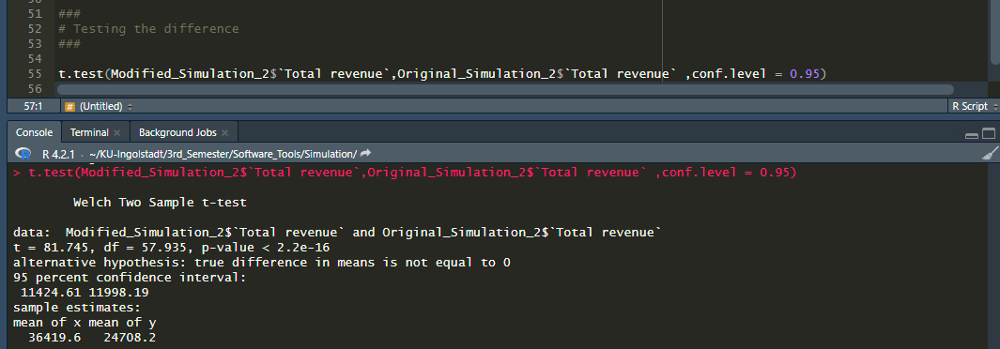 51 ###
52 # Testing the difference
53 ###
54
55 t.test(Modified_Simulation_2$`Total revenue`,Original_Simulation_2$`Total revenue` ,conf.level = 0.95)
56
57:1 # (Untitled) R Script
Console Terminal × Background Jobs ×
R 4.2.1 · ~/KU-Ingolstadt/3rd_Semester/Software_Tools/Simulation/
> t.test(Modified_Simulation_2$`Total revenue`,Original_Simulation_2$`Total revenue` ,conf.level = 0.95)
Welch Two Sample t-test
data:  Modified_Simulation_2$`Total revenue` and Original_Simulation_2$`Total revenue`
t = 81.745, df = 57.935, p-value < 2.2e-16
alternative hypothesis: true difference in means is not equal to 0
95 percent confidence interval:
11424.61 11998.19
sample estimates:
mean of x mean of y
36419.6   24708.2